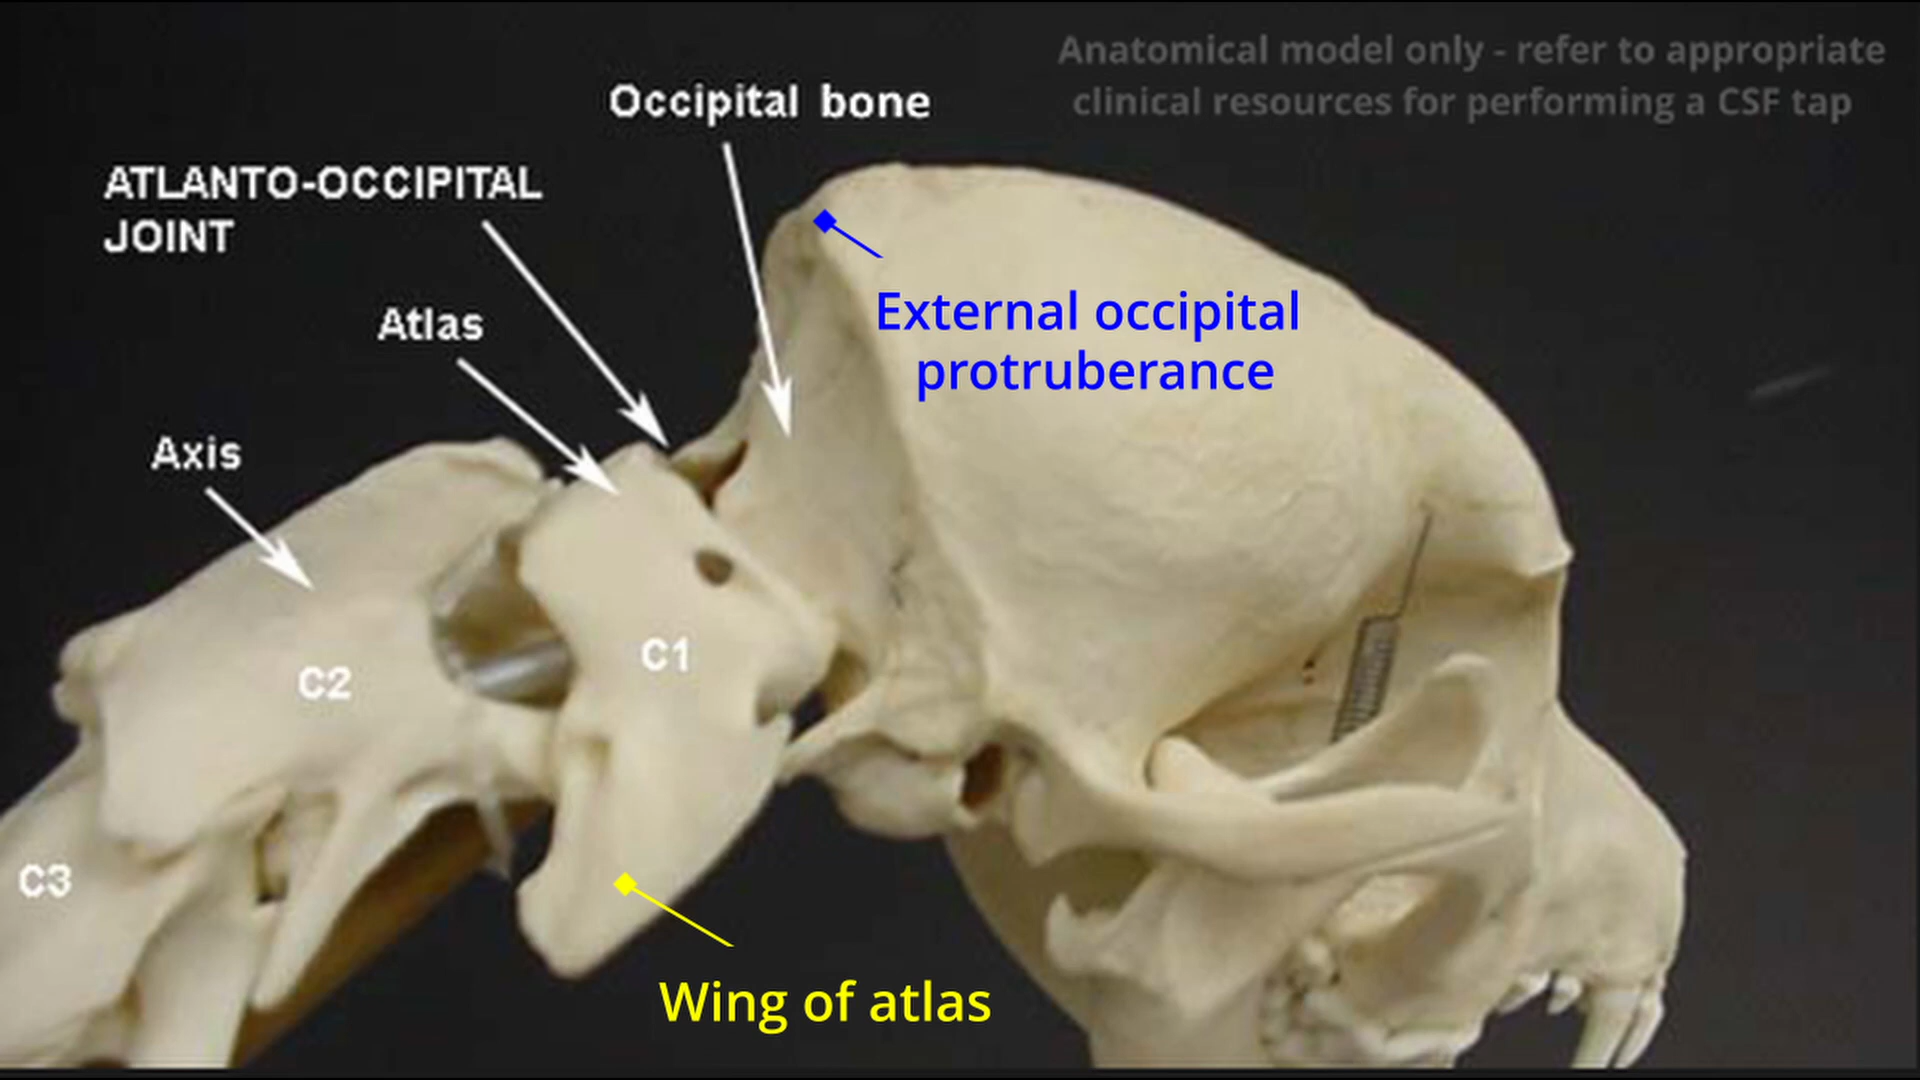 Anatomical model only - refer to appropriate
clinical resources for performing a CSF tap
Occipital bone
ATLANTO-OCCIPITAL
JOINT
External occipital
protruberance
Atlas
Axis
C1
C2
C3
Wing of atlas